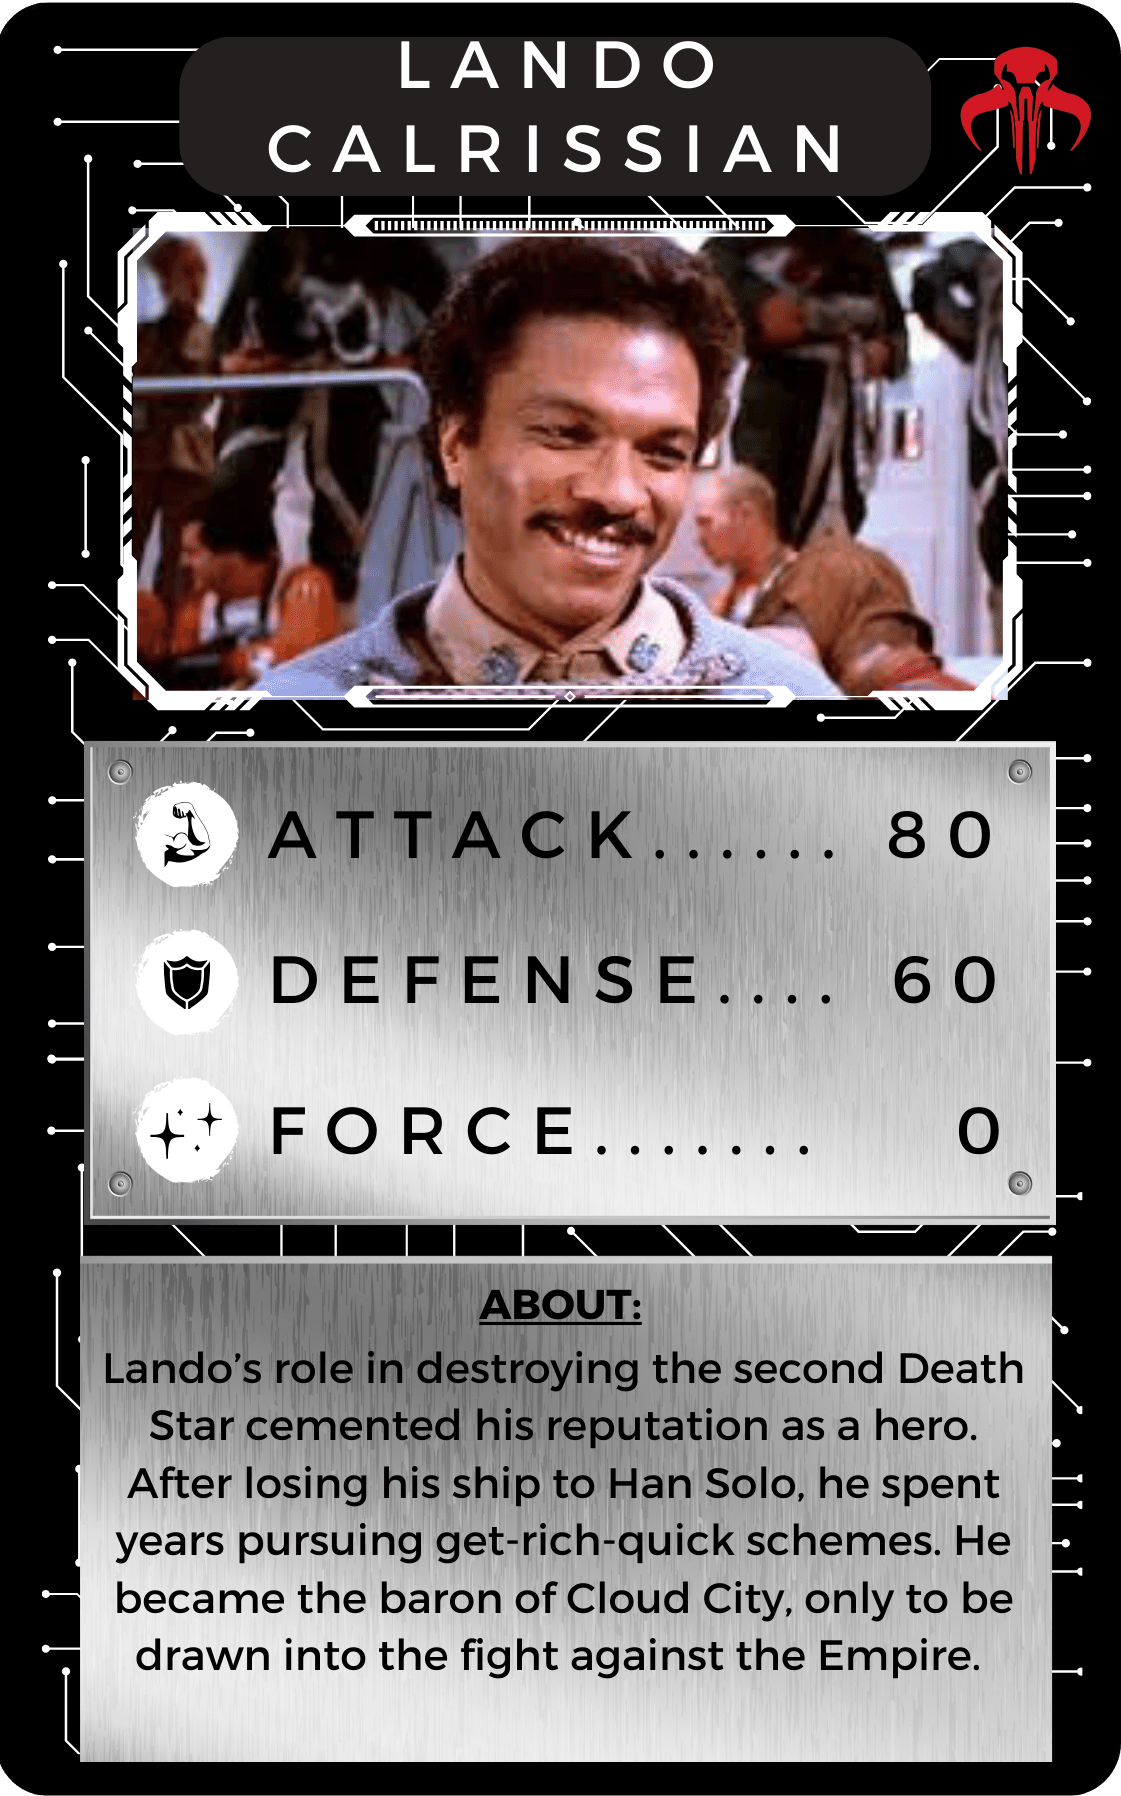 LANDO
CALRISSIAN
ATTACK...... 80
DEFENSE.... 60
FORCE....... 0
ABOUT:
Lando’s role in destroying the second Death
Star cemented his reputation as a hero.
After losing his ship to Han Solo, he spent
years pursuing get-rich-quick schemes. He
became the baron of Cloud City, only to be
drawn into the fight against the Empire.